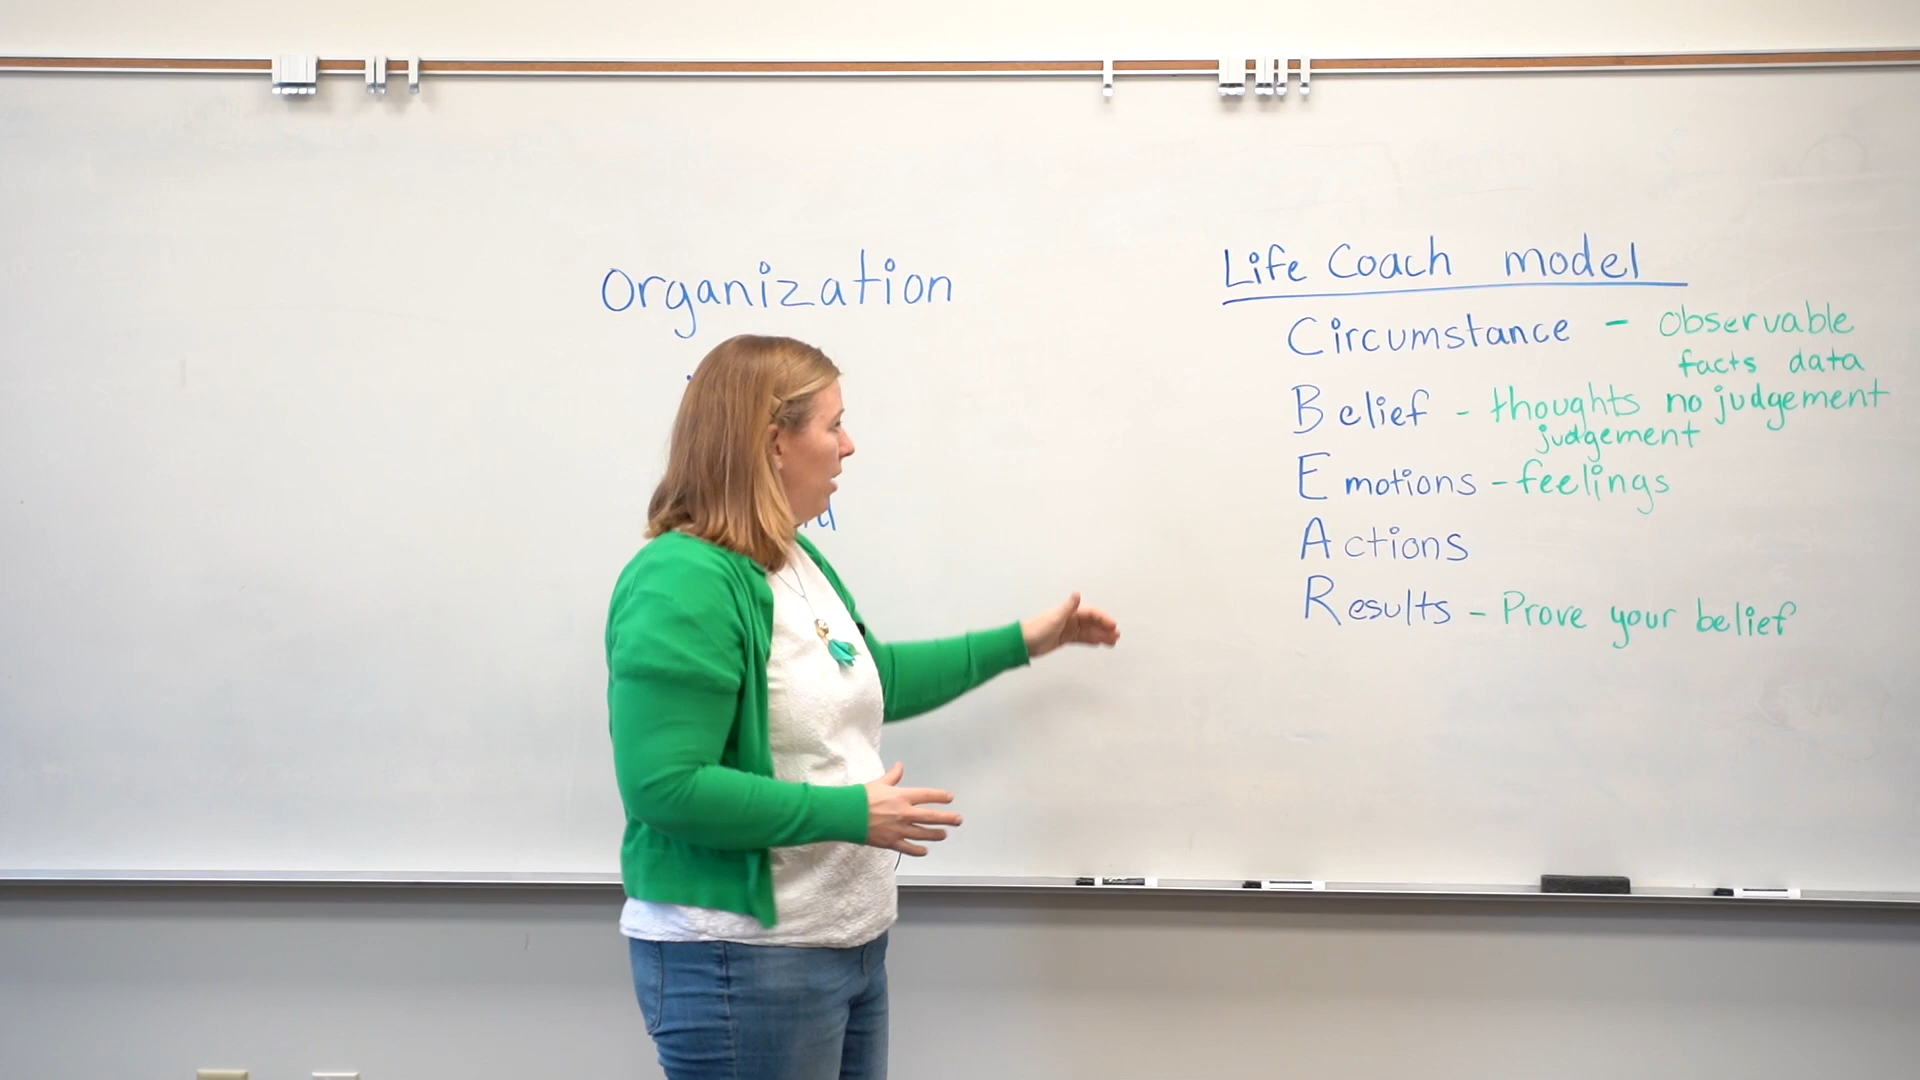 Organization
Life Coach model
Circumstance - observable
facts data
Belief - thoughts no judgement
judgement
Emotions - feelings
Actions
Results - Prove your belief